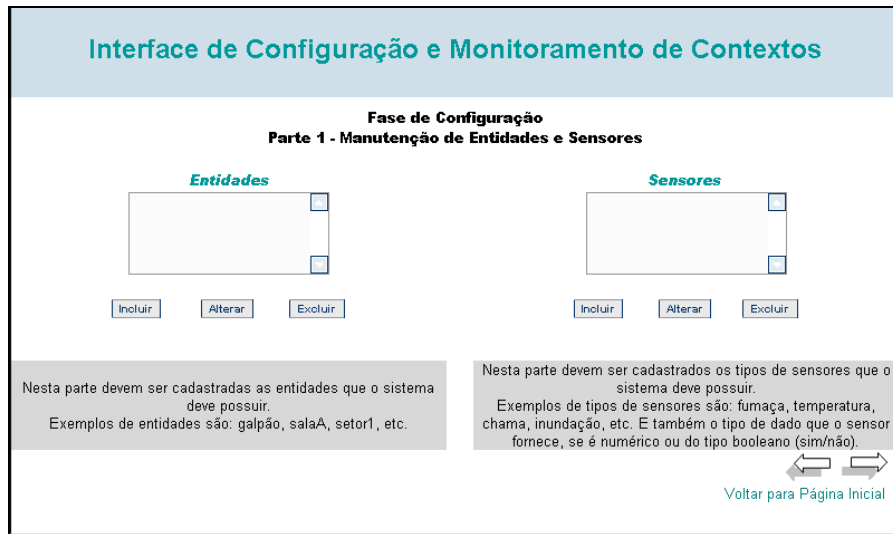 Interface de Configuração e Monitoramento de Contextos
Fase de Configuração
Parte 1 - Manutenção de Entidades e Sensores
Entidades
Incluir Alterar Excluir
Nesta parte devem ser cadastradas as entidades que o sistema
deve possuir.
Exemplos de entidades são: galpão, salaA, setor1, etc.
Sensores
Incluir Alterar Excluir
Nesta parte devem ser cadastrados os tipos de sensores que o
sistema deve possuir.
Exemplos de tipos de sensores são: fumaça, temperatura,
chama, inundação, etc. E também o tipo de dado que o sensor
fornece, se é numérico ou do tipo booleano (sim/não).
Voltar para Página Inicial